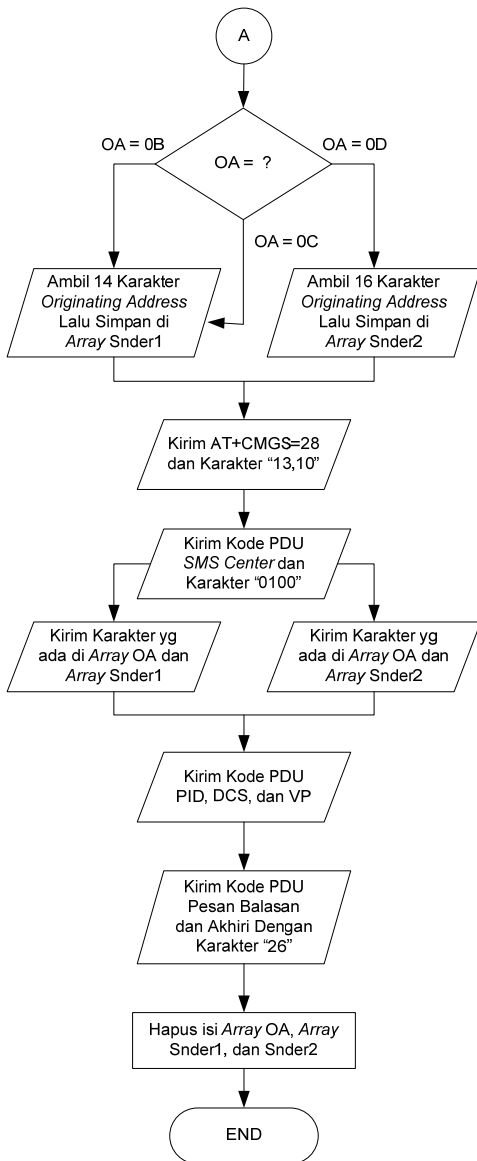 A
OA = 0B
OA = ?
OA = 0D
OA = 0C
Ambil 14 Karakter
Originating Address
Lalu Simpan di
Array Snder1
Ambil 16 Karakter
Originating Address
Lalu Simpan di
Array Snder2
Kirim AT+CMGS=28
dan Karakter “13,10”
Kirim Kode PDU
SMS Center dan
Karakter “0100”
Kirim Karakter yg
ada di Array OA dan
Array Snder1
Kirim Karakter yg
ada di Array OA dan
Array Snder2
Kirim Kode PDU
PID, DCS, dan VP
Kirim Kode PDU
Pesan Balasan
dan Akhiri Dengan
Karakter “26”
Hapus isi Array OA, Array
Snder1, dan Snder2
END